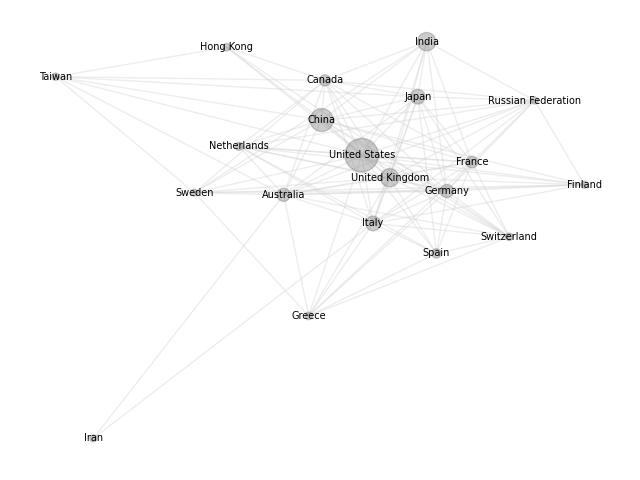 India
Hong Kong
Taiwan
Canada
Japan
Russian Federation
China
Netherlands
United States
France
United Kingdom
Finland
Sweden
Australia
Germany
Italy
Switzerland
Spain
Greece
Iran